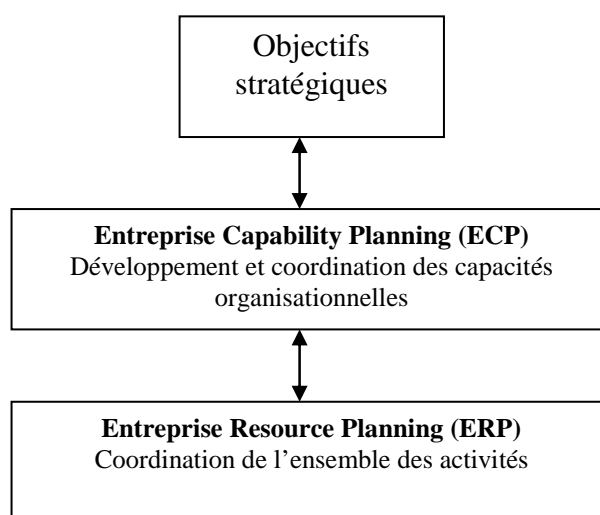 Objectifs
stratégiques
Entreprise Capability Planning (ECP)
Développement et coordination des capacités
organisationnelles
Entreprise Resource Planning (ERP)
Coordination de l’ensemble des activités